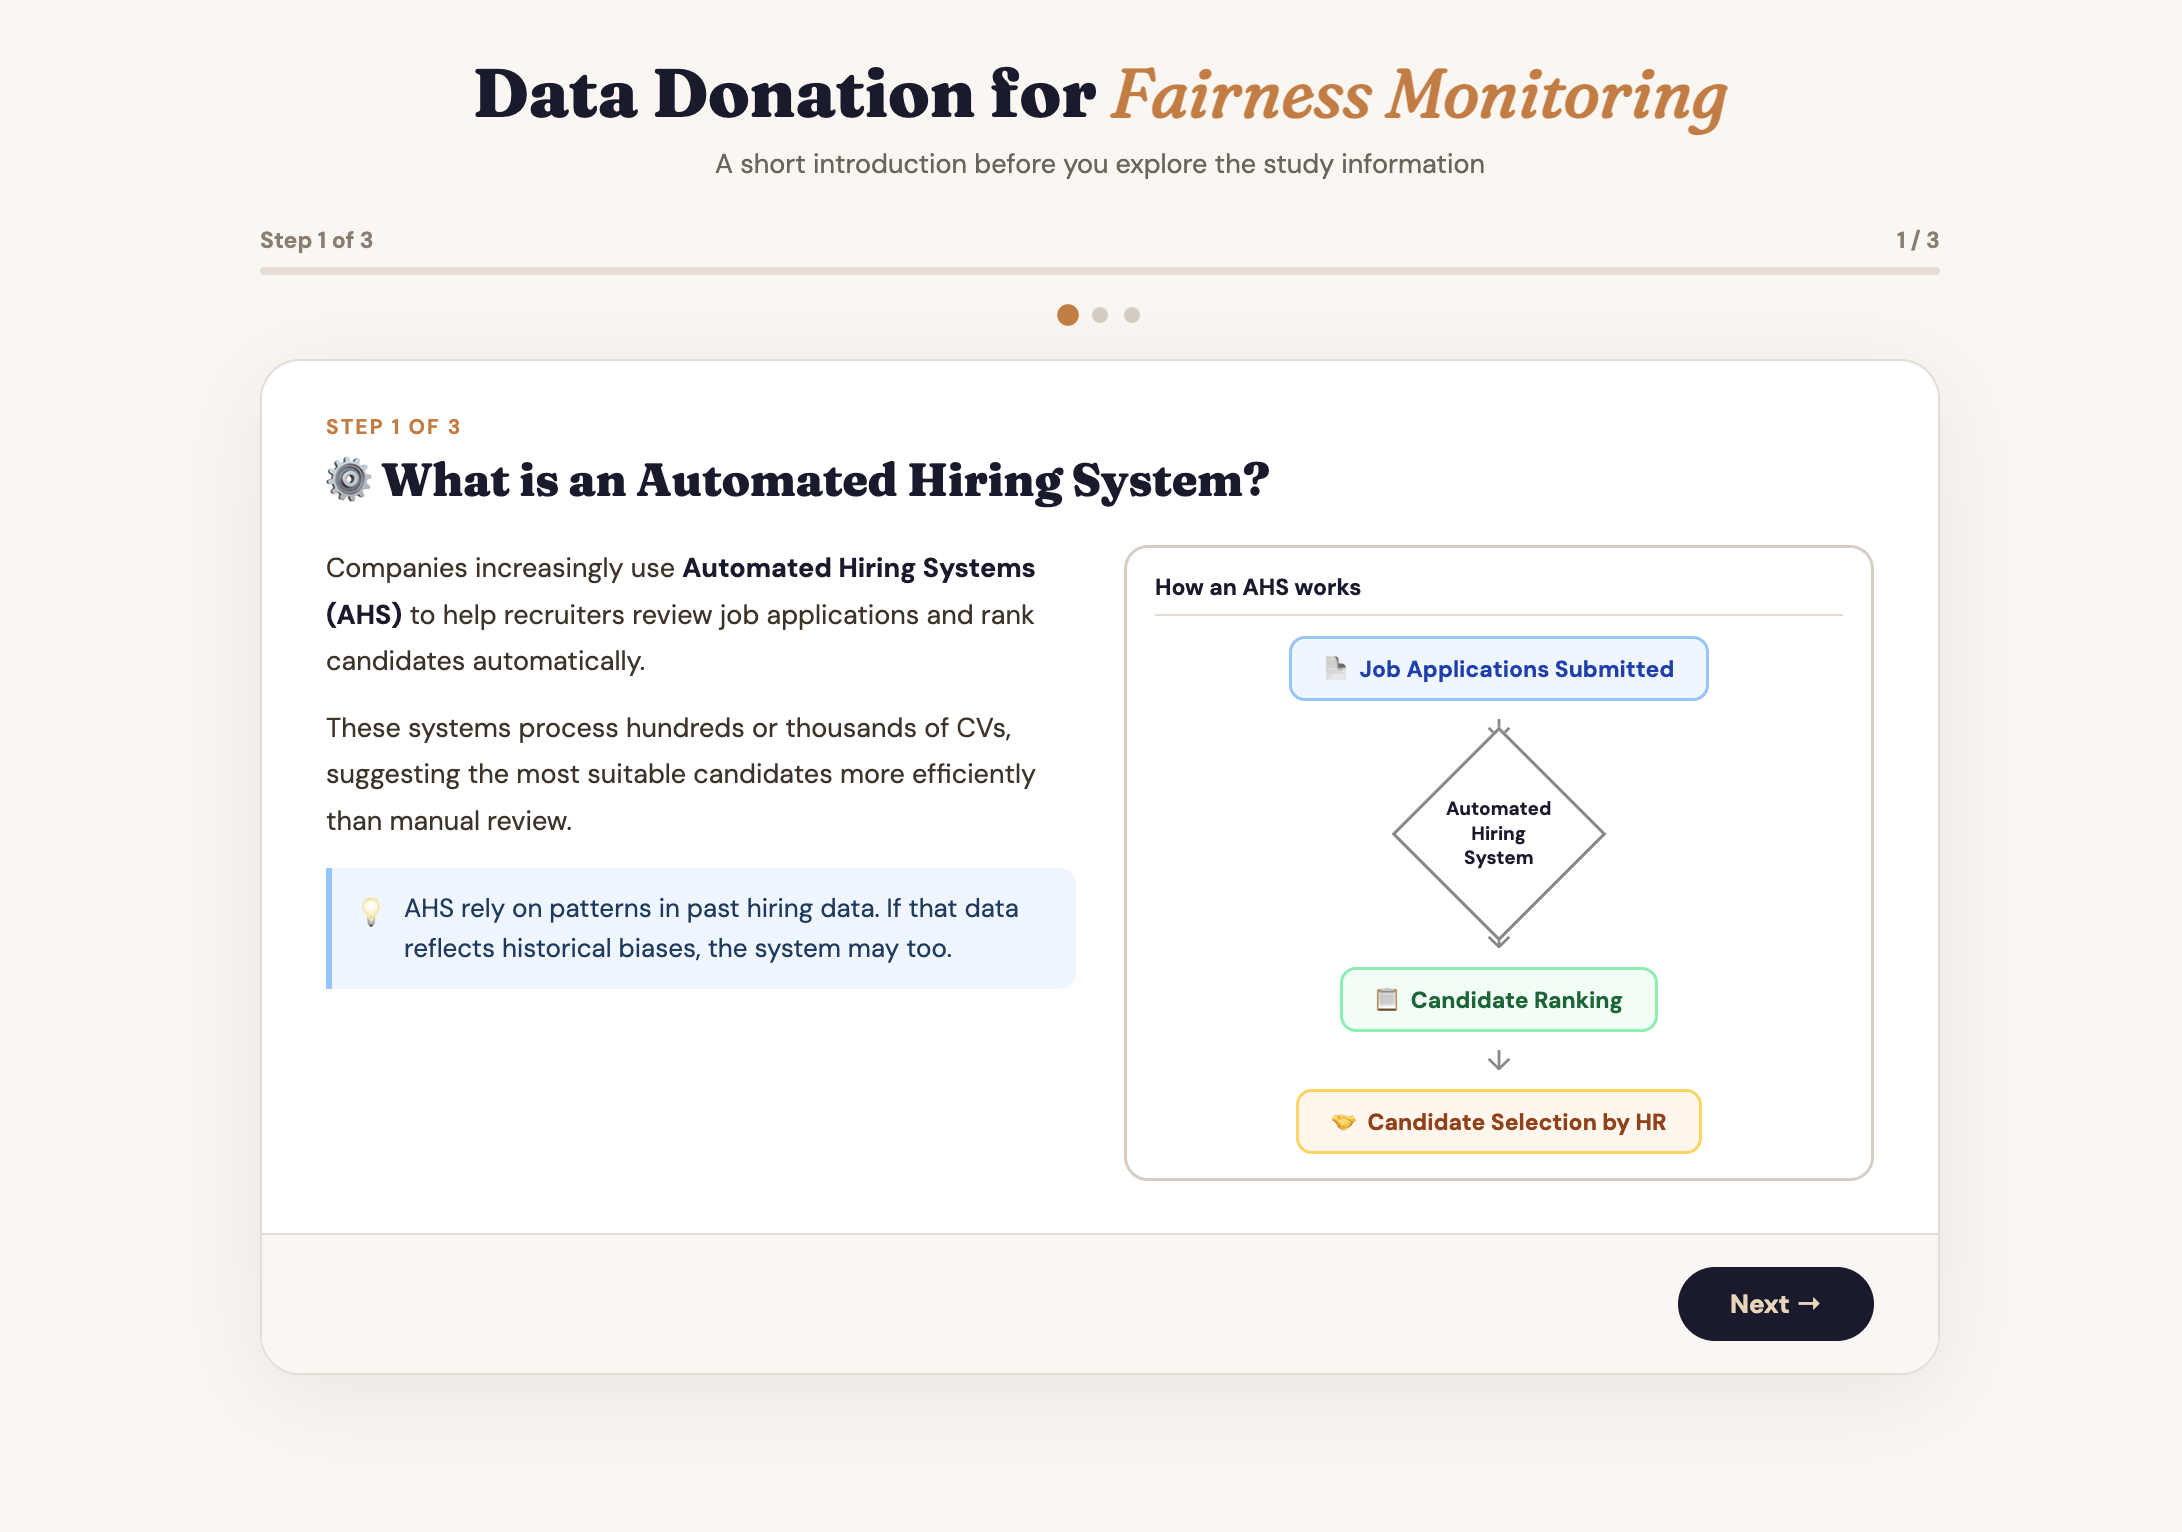 Data Donation for Fairness Monitoring
A short introduction before you explore the study information
Step 1 of 3
1 / 3
STEP 1 OF 3
What is an Automated Hiring System?
Companies increasingly use Automated Hiring Systems
(AHS) to help recruiters review job applications and rank
candidates automatically.
These systems process hundreds or thousands of CVs,
suggesting the most suitable candidates more efficiently
than manual review.
AHS rely on patterns in past hiring data. If that data
reflects historical biases, the system may too.
How an AHS works
Job Applications Submitted
Automated
Hiring
System
Candidate Ranking
Candidate Selection by HR
Next →